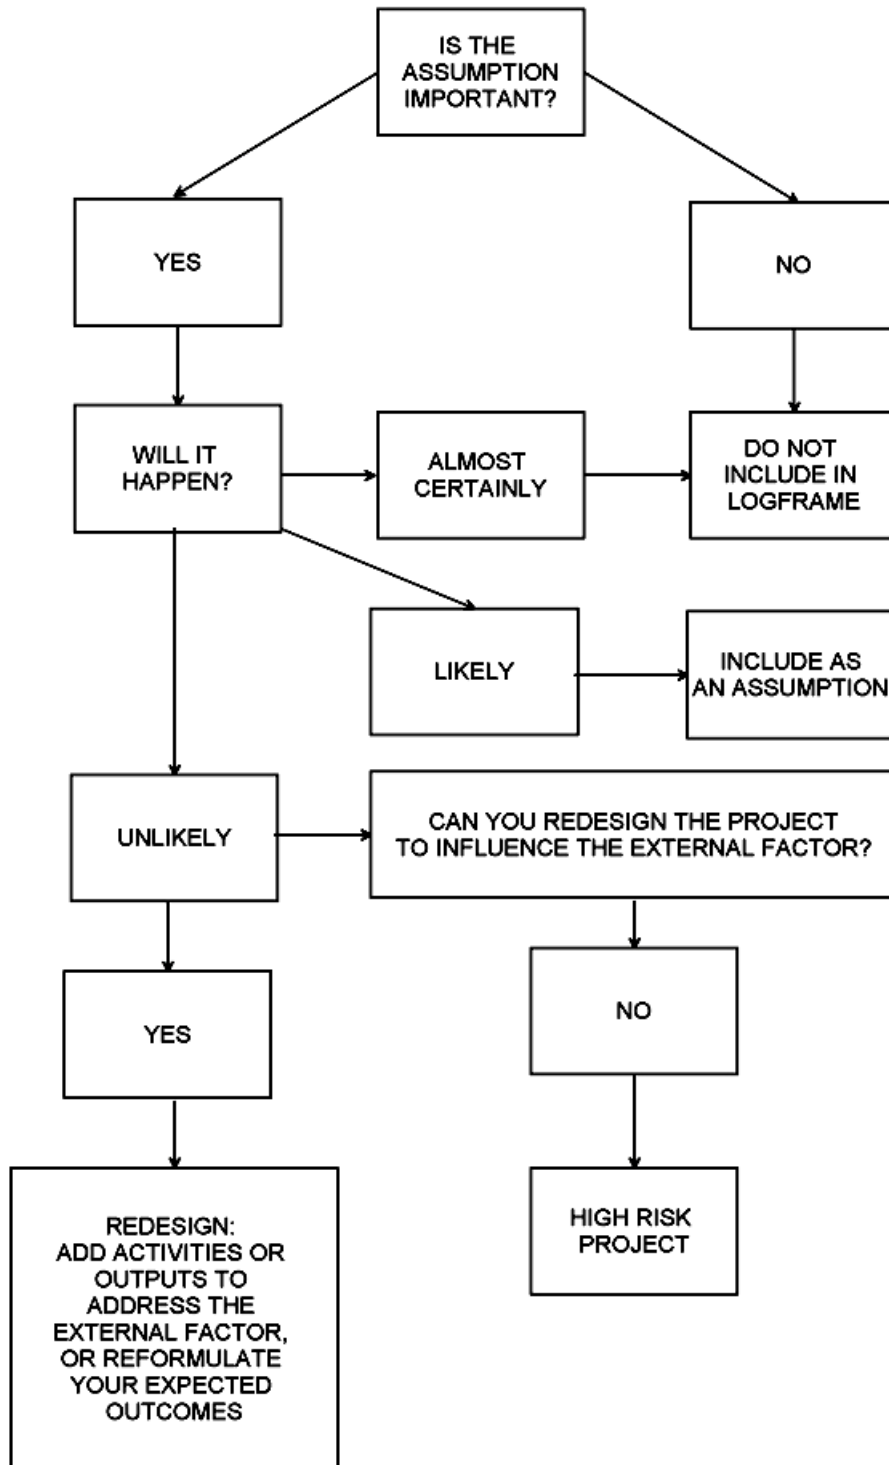 IS THE
ASSUMPTION
IMPORTANT?
YES
NO
WILL IT
HAPPEN?
ALMOST
CERTAINLY
DO NOT
INCLUDE IN
LOGFRAME
LIKELY
INCLUDE AS
AN ASSUMPTION
UNLIKELY
CAN YOU REDESIGN THE PROJECT
TO INFLUENCE THE EXTERNAL FACTOR?
YES
NO
REDESIGN:
ADD ACTIVITIES OR
OUTPUTS TO
ADDRESS THE
EXTERNAL FACTOR,
OR REFORMULATE
YOUR EXPECTED
OUTCOMES
HIGH RISK
PROJECT